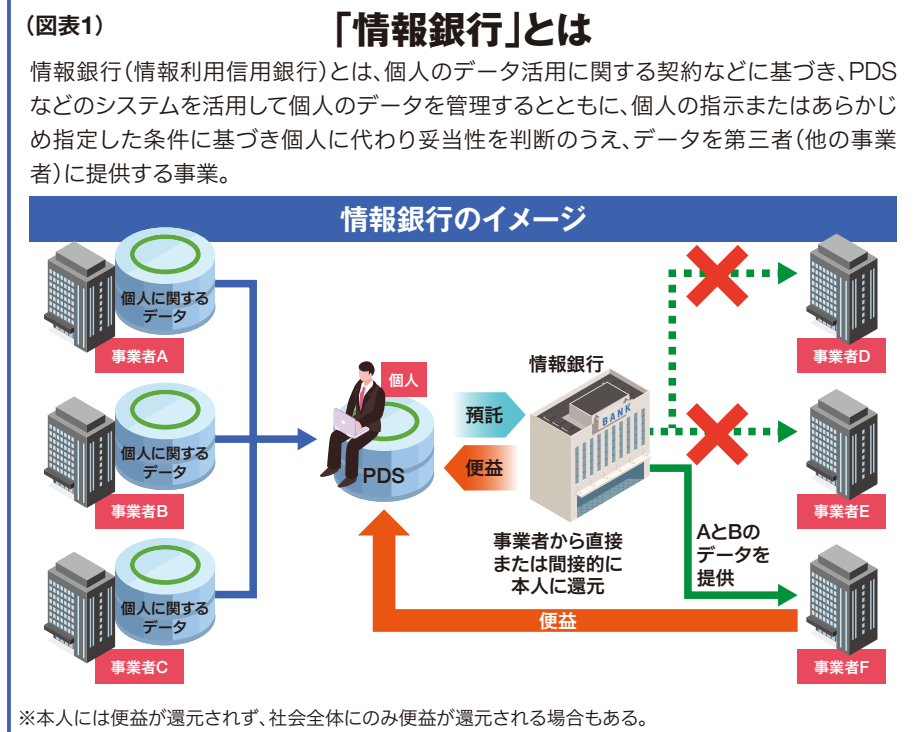 （図表1）
「情報銀行」とは
情報銀行（情報利用信用銀行）とは、個人のデータ活用に関する契約などに基づき、PDS
などのシステムを活用して個人のデータを管理するとともに、個人の指示またはあらかじ
め指定した条件に基づき個人に代わり妥当性を判断のうえ、データを第三者（他の事業
者）に提供する事業。
情報銀行のイメージ
個人に関する
データ
事業者A
個人に関する
データ
事業者B
個人に関する
データ
事業者C
個人
PDS
預託
便益
情報銀行
BANK
事業者から直接
または間接的に
本人に還元
AとBの
データを
提供
便益
事業者D
事業者E
事業者F
※本人には便益が還元されず、社会全体にのみ便益が還元される場合もある。